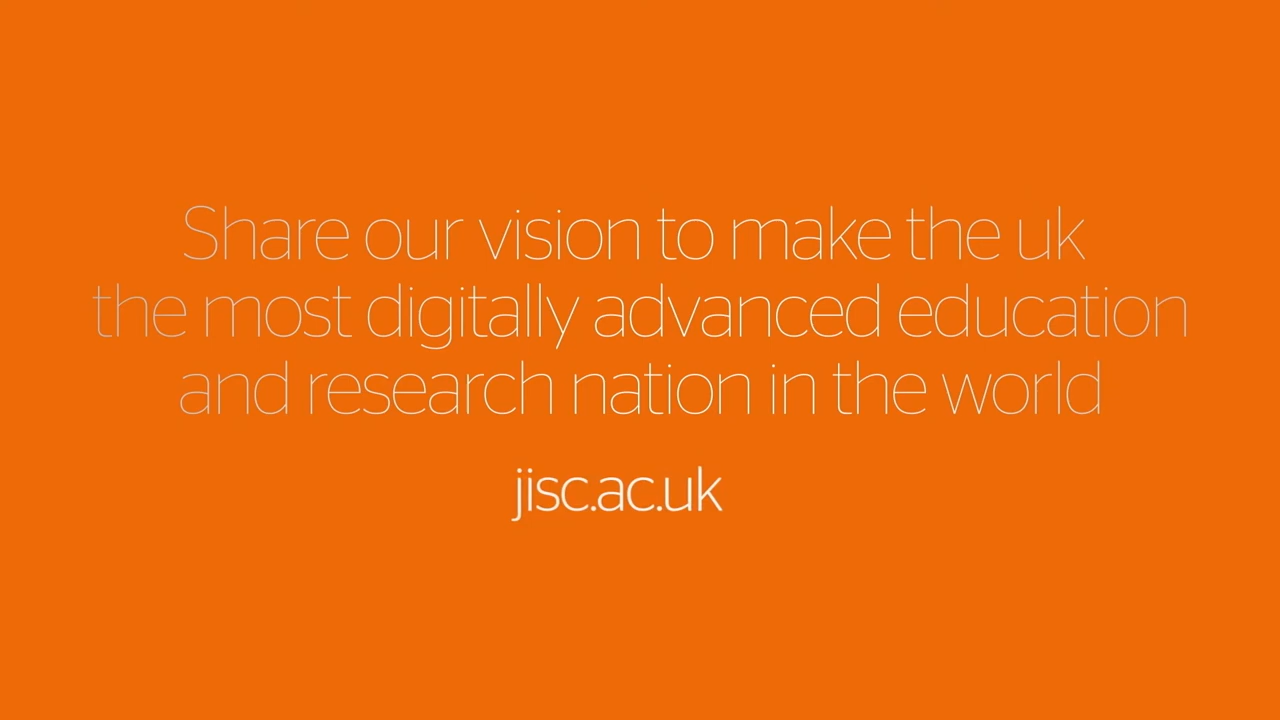 Share our vision to make the uk
the most digitally advanced education
and research nation in the world
jisc.ac.uk